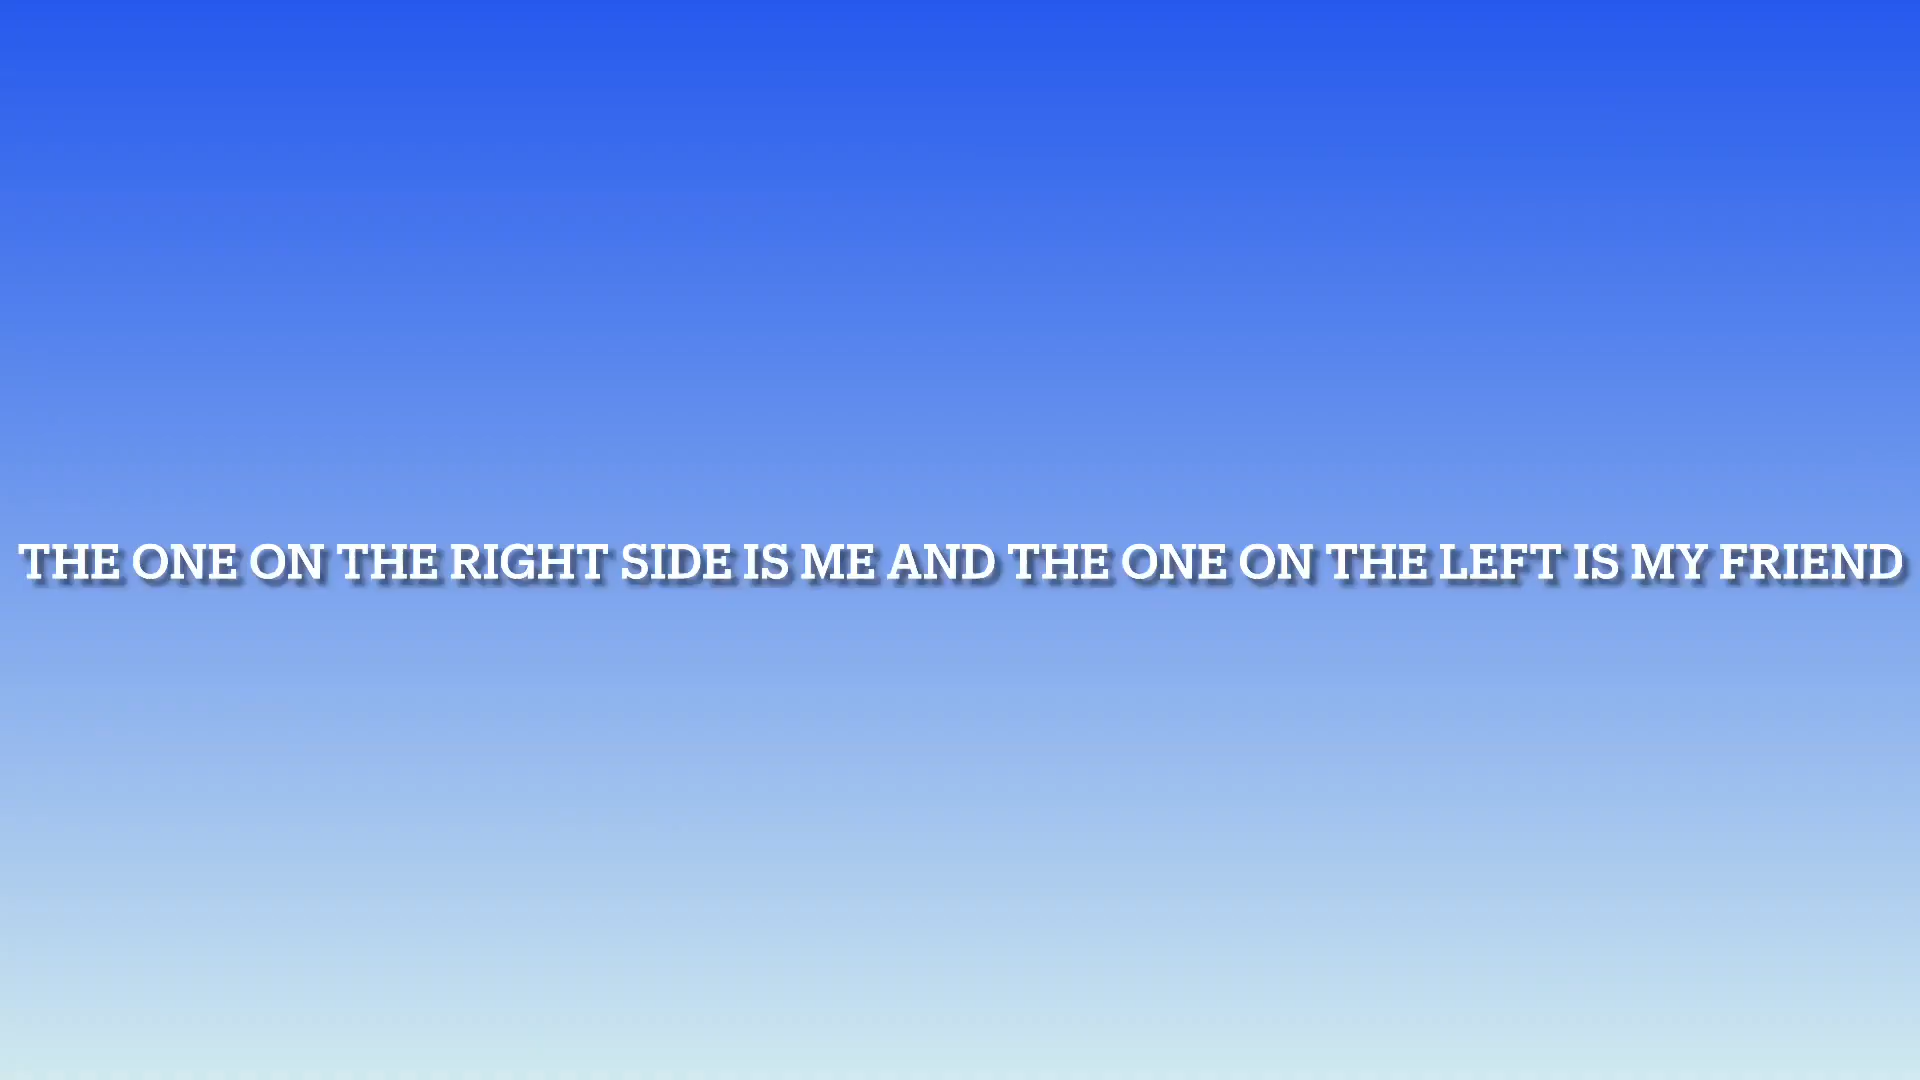 THE ONE ON THE RIGHT SIDE IS ME AND THE ONE ON THE LEFT IS MY FRIEND